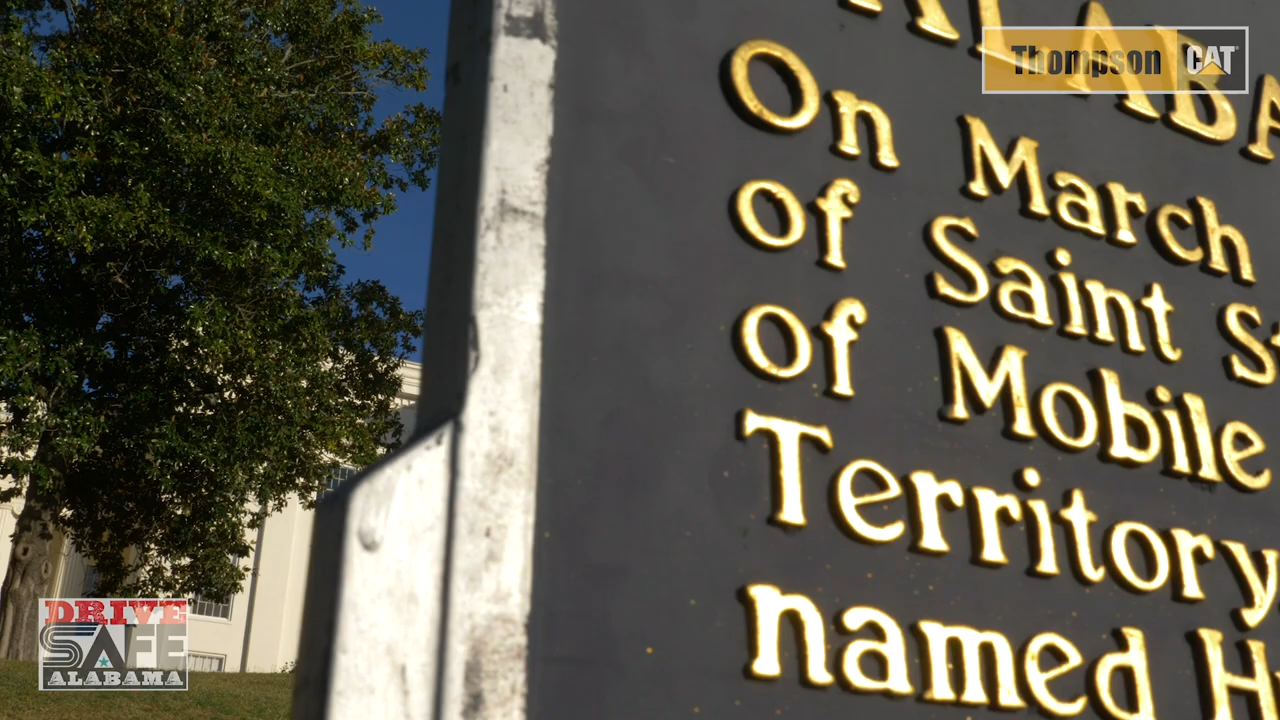 Thompson CAT
On March
of Saint
of Mobile
Territory
named
DRIVE
SAFE
ALABAMA